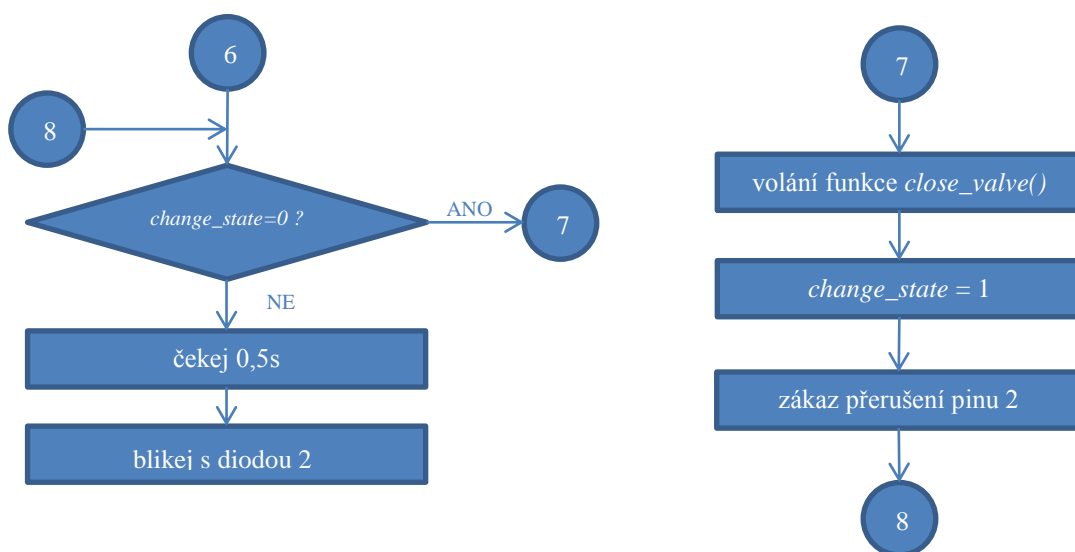 6
8
change_state=0 ?
ANO
7
NE
čekej 0,5s
blikej s diodou 2
7
volání funkce close_valve()
change_state = 1
zákaz přerušení pinu 2
8